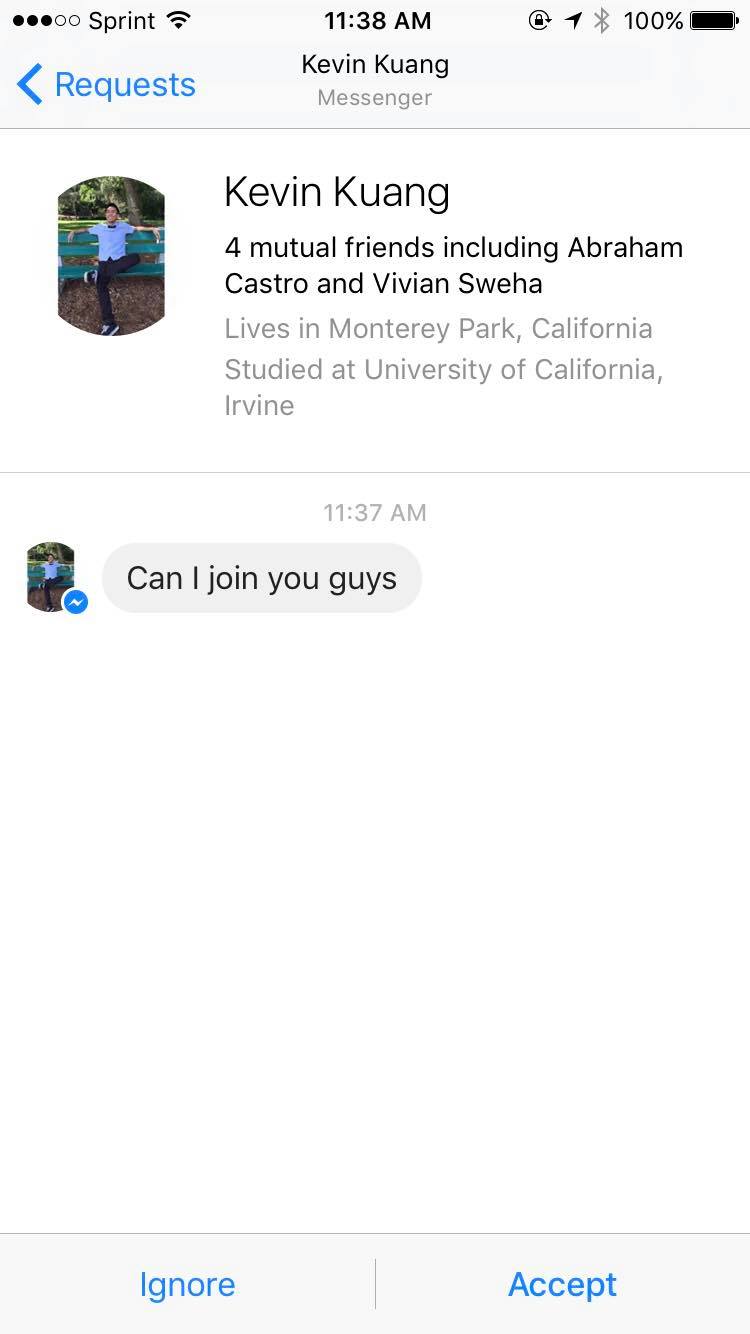 Sprint 11:38 AM 100%
Kevin Kuang
Requests
Messenger
Kevin Kuang
4 mutual friends including Abraham
Castro and Vivian Sweha
Lives in Monterey Park, California
Studied at University of California,
Irvine
11:37 AM
Can I join you guys
Ignore Accept